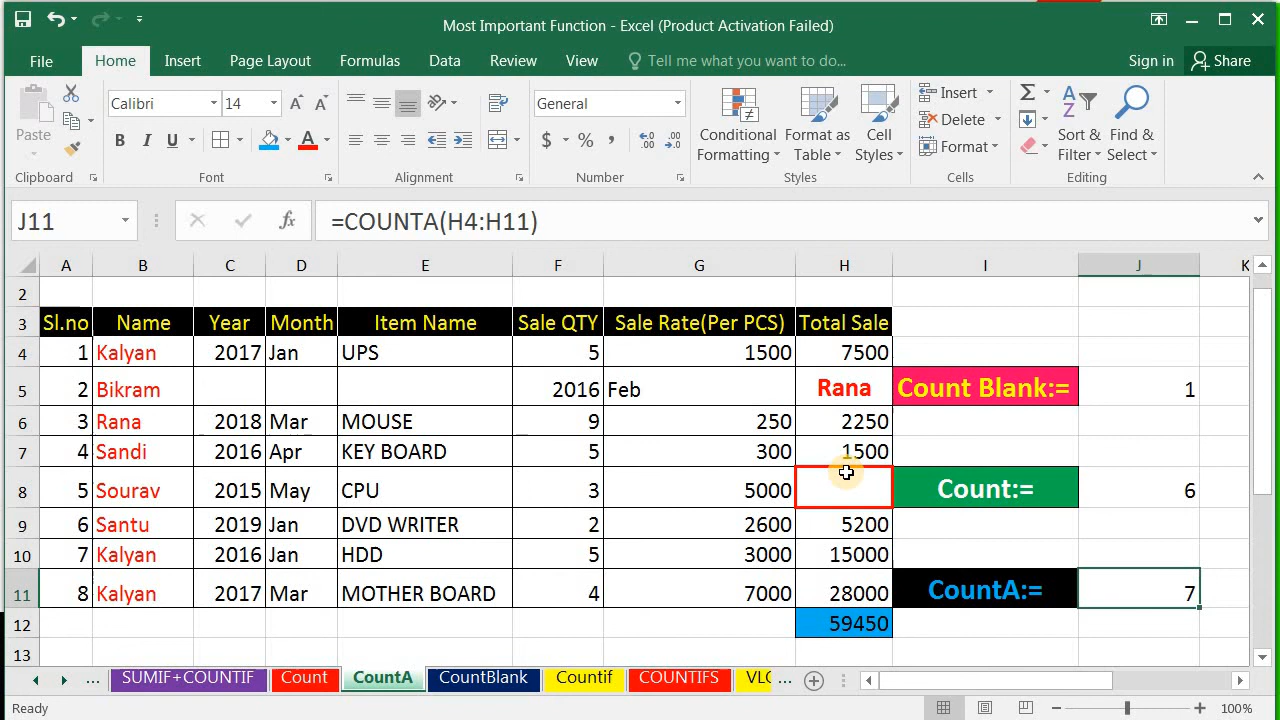 Most Important Function - Excel (Product Activation Failed)
File Home Insert Page Layout Formulas Data Review View Tell me what you want to do... Sign in Share
Paste Calibri 14 A A General Conditional Formatting Format as Table Cell Styles Insert Delete Format Sort & Filter Find & Select
B I U A $ % ,
Clipboard Font Alignment Number Styles Cells Editing
J11 fx =COUNTA(H4:H11)
A B C D E F G H I J K
2
3 Sl.no Name Year Month Item Name Sale QTY Sale Rate(Per PCS) Total Sale
4 1 Kalyan 2017 Jan UPS 5 1500 7500
5 2 Bikram 2016 Feb Rana Count Blank:= 1
6 3 Rana 2018 Mar MOUSE 9 250 2250
7 4 Sandi 2016 Apr KEY BOARD 5 300 1500
8 5 Sourav 2015 May CPU 3 5000 Count:= 6
9 6 Santu 2019 Jan DVD WRITER 2 2600 5200
10 7 Kalyan 2016 Jan HDD 5 3000 15000
11 8 Kalyan 2017 Mar MOTHER BOARD 4 7000 28000 CountA:= 7
12 59450
13
... SUMIF+COUNTIF Count CountA CountBlank Countif COUNTIFS VLC ...
Ready 100%